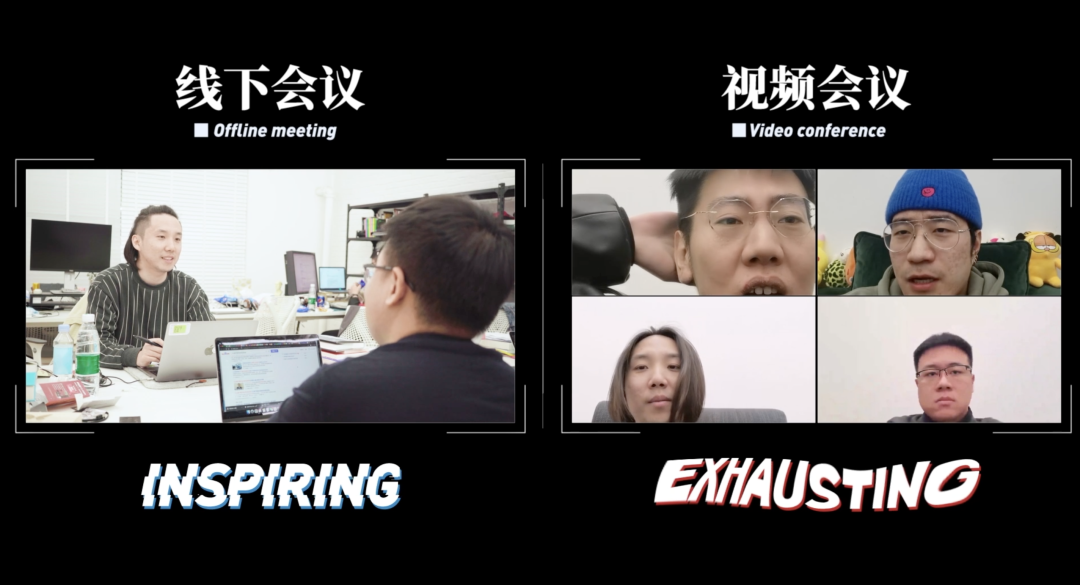 线下会议
Offline meeting
INSPIRING
视频会议
Video conference
EXHAUSTING